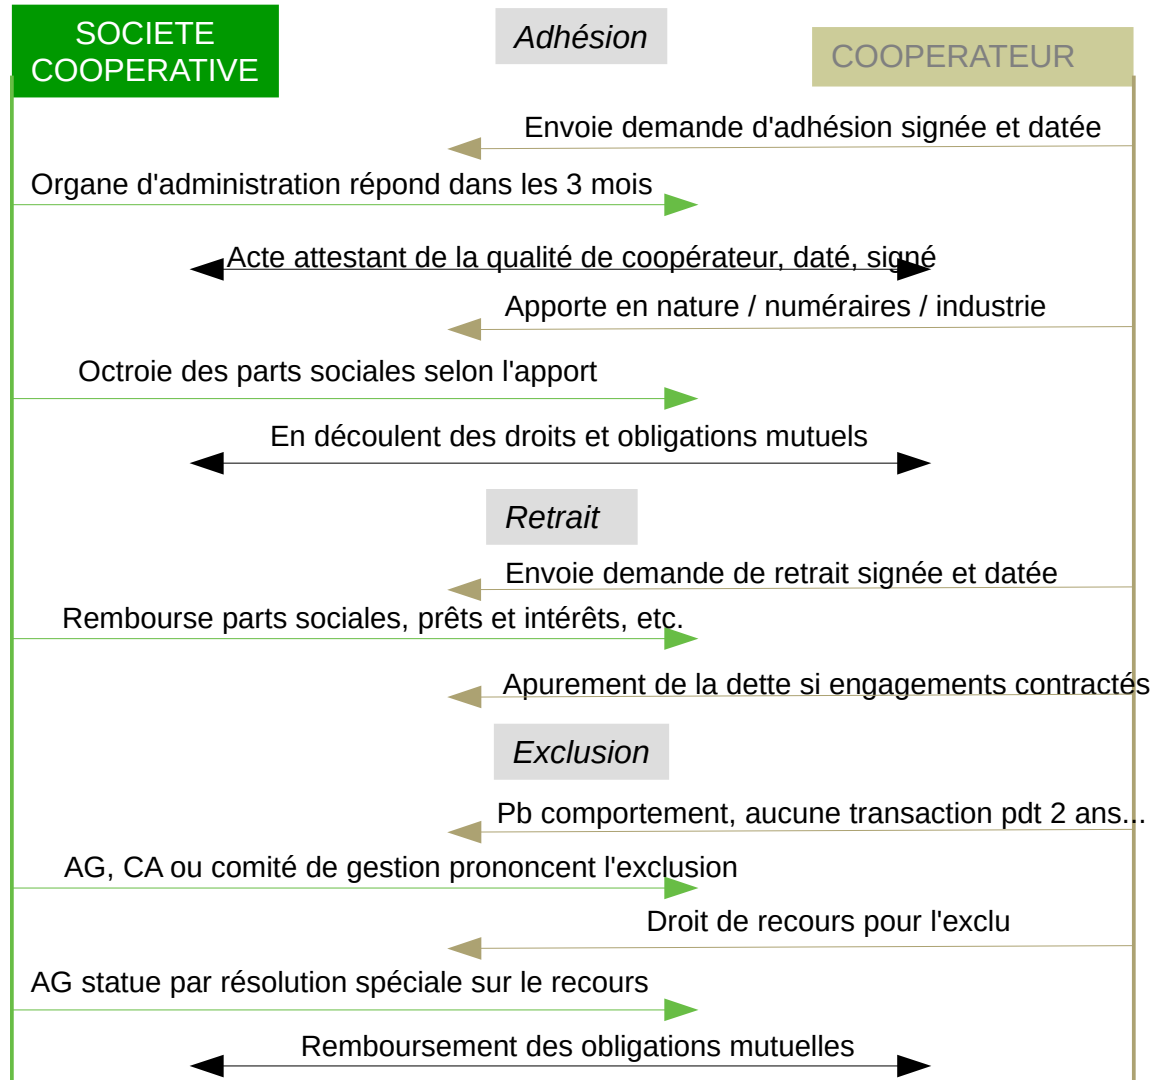 SOCIETE
COOPERATIVE
Adhésion
COOPERATEUR
Envoie demande d'adhésion signée et datée
Organe d'administration répond dans les 3 mois
Acte attestant de la qualité de coopérateur, daté, signé
Apporte en nature / numéraires / industrie
Octroie des parts sociales selon l'apport
En découlent des droits et obligations mutuels
Retrait
Envoie demande de retrait signée et datée
Rembourse parts sociales, prêts et intérêts, etc.
Apurement de la dette si engagements contractés
Exclusion
Pb comportement, aucune transaction pdt 2 ans...
AG, CA ou comité de gestion prononcent l'exclusion
Droit de recours pour l'exclu
AG statue par résolution spéciale sur le recours
Remboursement des obligations mutuelles